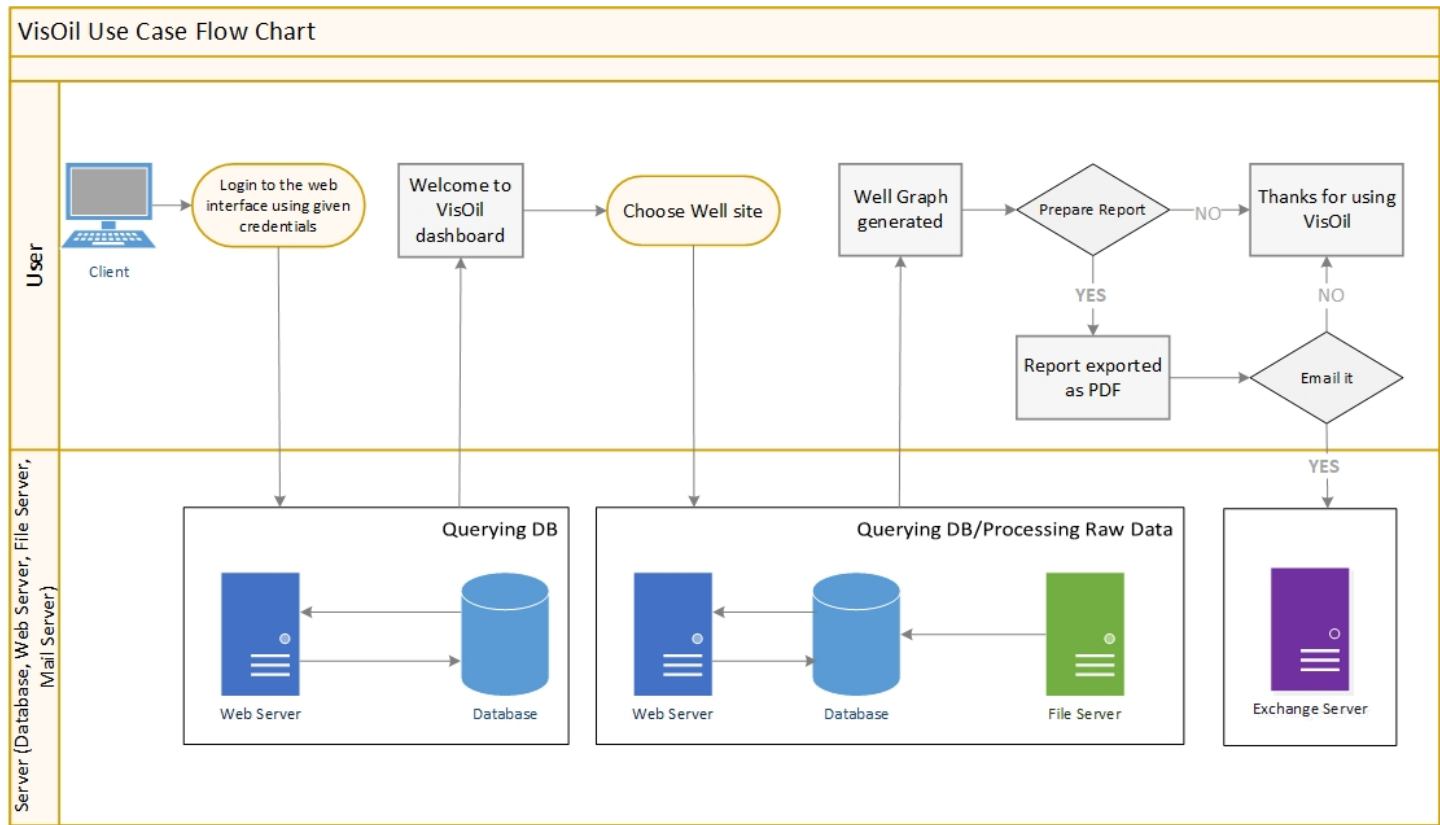 VisOil Use Case Flow Chart
User
Client
Login to the web
interface using given
credentials
Welcome to
VisOil
dashboard
Choose Well site
Well Graph
generated
Prepare Report
NO
Thanks for using
VisOil
YES
NO
Report exported
as PDF
Email it
YES
Server (Database, Web Server, File Server,
Mail Server)
Querying DB
Web Server
Database
Querying DB/Processing Raw Data
Web Server
Database
File Server
Exchange Server